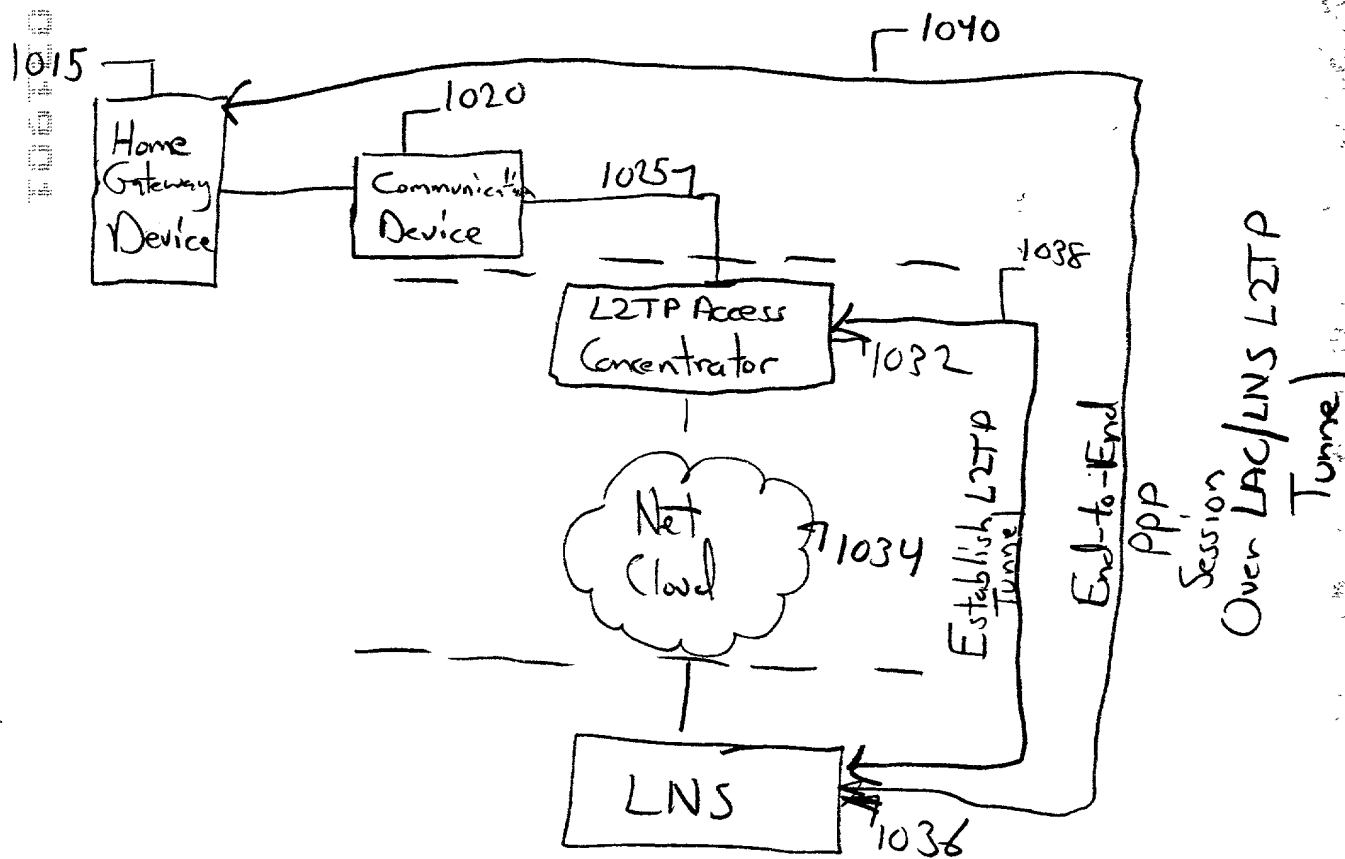 1040
1015
1020
Home
Gateway
Device
Communication
Device
1025
1038
L2TP Access
Concentrator
1032
Net
Cloud
1034
Establish L2TP
Tunnel
End-to-End
PPP
Session
Over LAC/LNS L2TP
Tunnel
LNS
1036